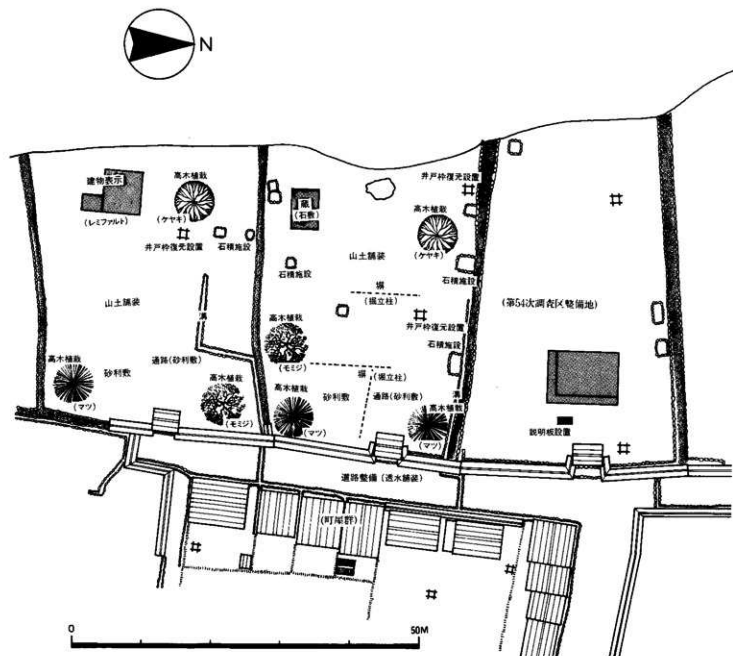 N
建物表示
(レミファルト)
高木植栽
(ケヤキ)
井戸枠復元設置
石積施設
山土舗装
溝
高木植栽
(マツ)
砂利敷
通路(砂利敷)
高木植栽
(モミジ)
蔵
(石敷)
石積施設
山土舗装
井戸枠復元設置
高木植栽
(ケヤキ)
石積施設
塀
(掘立柱)
井戸枠復元設置
石積施設
高木植栽
(モミジ)
塀
(掘立柱)
高木植栽
(マツ)
砂利敷
通路(砂利敷)
溝
高木植栽
(マツ)
(第54次調査区整備地)
説明板設置
道路整備(透水舗装)
(町屋群)
0
50M